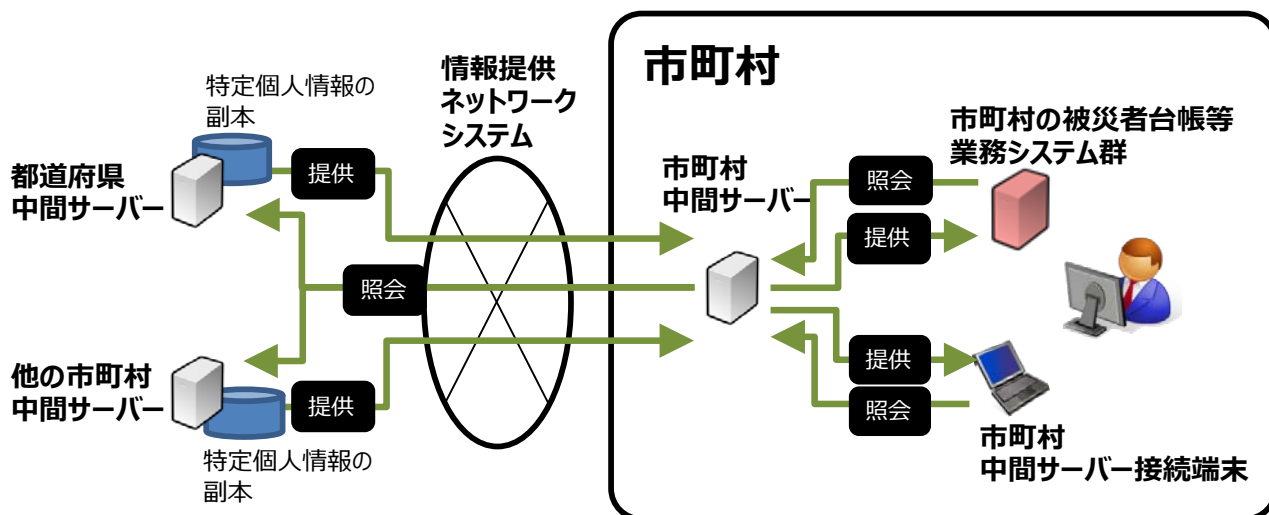 特定個人情報の
副本
都道府県
中間サーバー
提供
情報提供
ネットワーク
システム
照会
他の市町村
中間サーバー
提供
特定個人情報の
副本
市町村
市町村
中間サーバー
市町村の被災者台帳等
業務システム群
照会
提供
提供
照会
市町村
中間サーバー接続端末